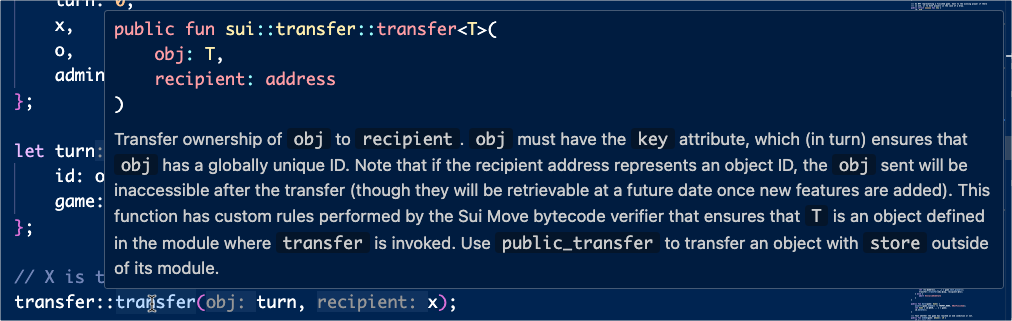 turn: 0,
x,
o,
admin
};
let turn:
id: o
game:
};
// X is t
transfer::transfer(obj: turn, recipient: x);
public fun sui::transfer::transfer<T>(
obj: T,
recipient: address
)
Transfer ownership of obj to recipient. obj must have the key attribute, which (in turn) ensures that
obj has a globally unique ID. Note that if the recipient address represents an object ID, the obj sent will be
inaccessible after the transfer (though they will be retrievable at a future date once new features are added). This
function has custom rules performed by the Sui Move bytecode verifier that ensures that T is an object defined
in the module where transfer is invoked. Use public_transfer to transfer an object with store outside
of its module.